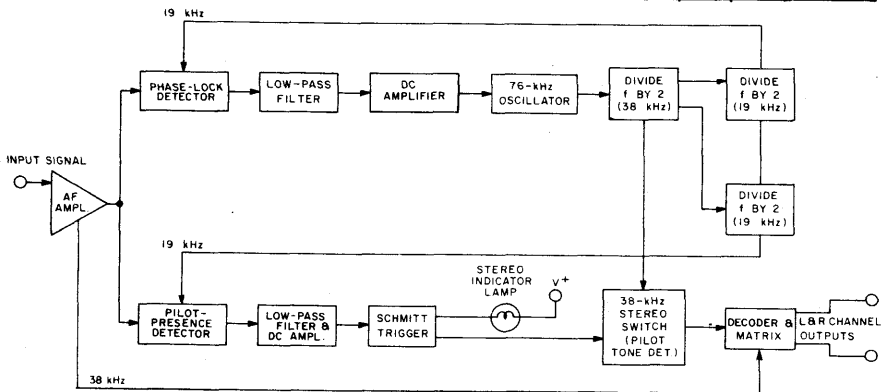 19 kHz
PHASE-LOCK
DETECTOR
LOW-PASS
FILTER
DC
AMPLIFIER
76-kHz
OSCILLATOR
DIVIDE
f BY 2
(38 kHz)
DIVIDE
f BY 2
(19 kHz)
INPUT SIGNAL
AF
AMPL.
DIVIDE
f BY 2
(19 kHz)
19 kHz
STEREO
INDICATOR
LAMP
V+
PILOT-
PRESENCE
DETECTOR
LOW-PASS
FILTER &
DC AMPL.
SCHMITT
TRIGGER
38-kHz
STEREO
SWITCH
(PILOT
TONE DET.)
DECODER &
MATRIX
L&R CHANNEL
OUTPUTS
38 kHz